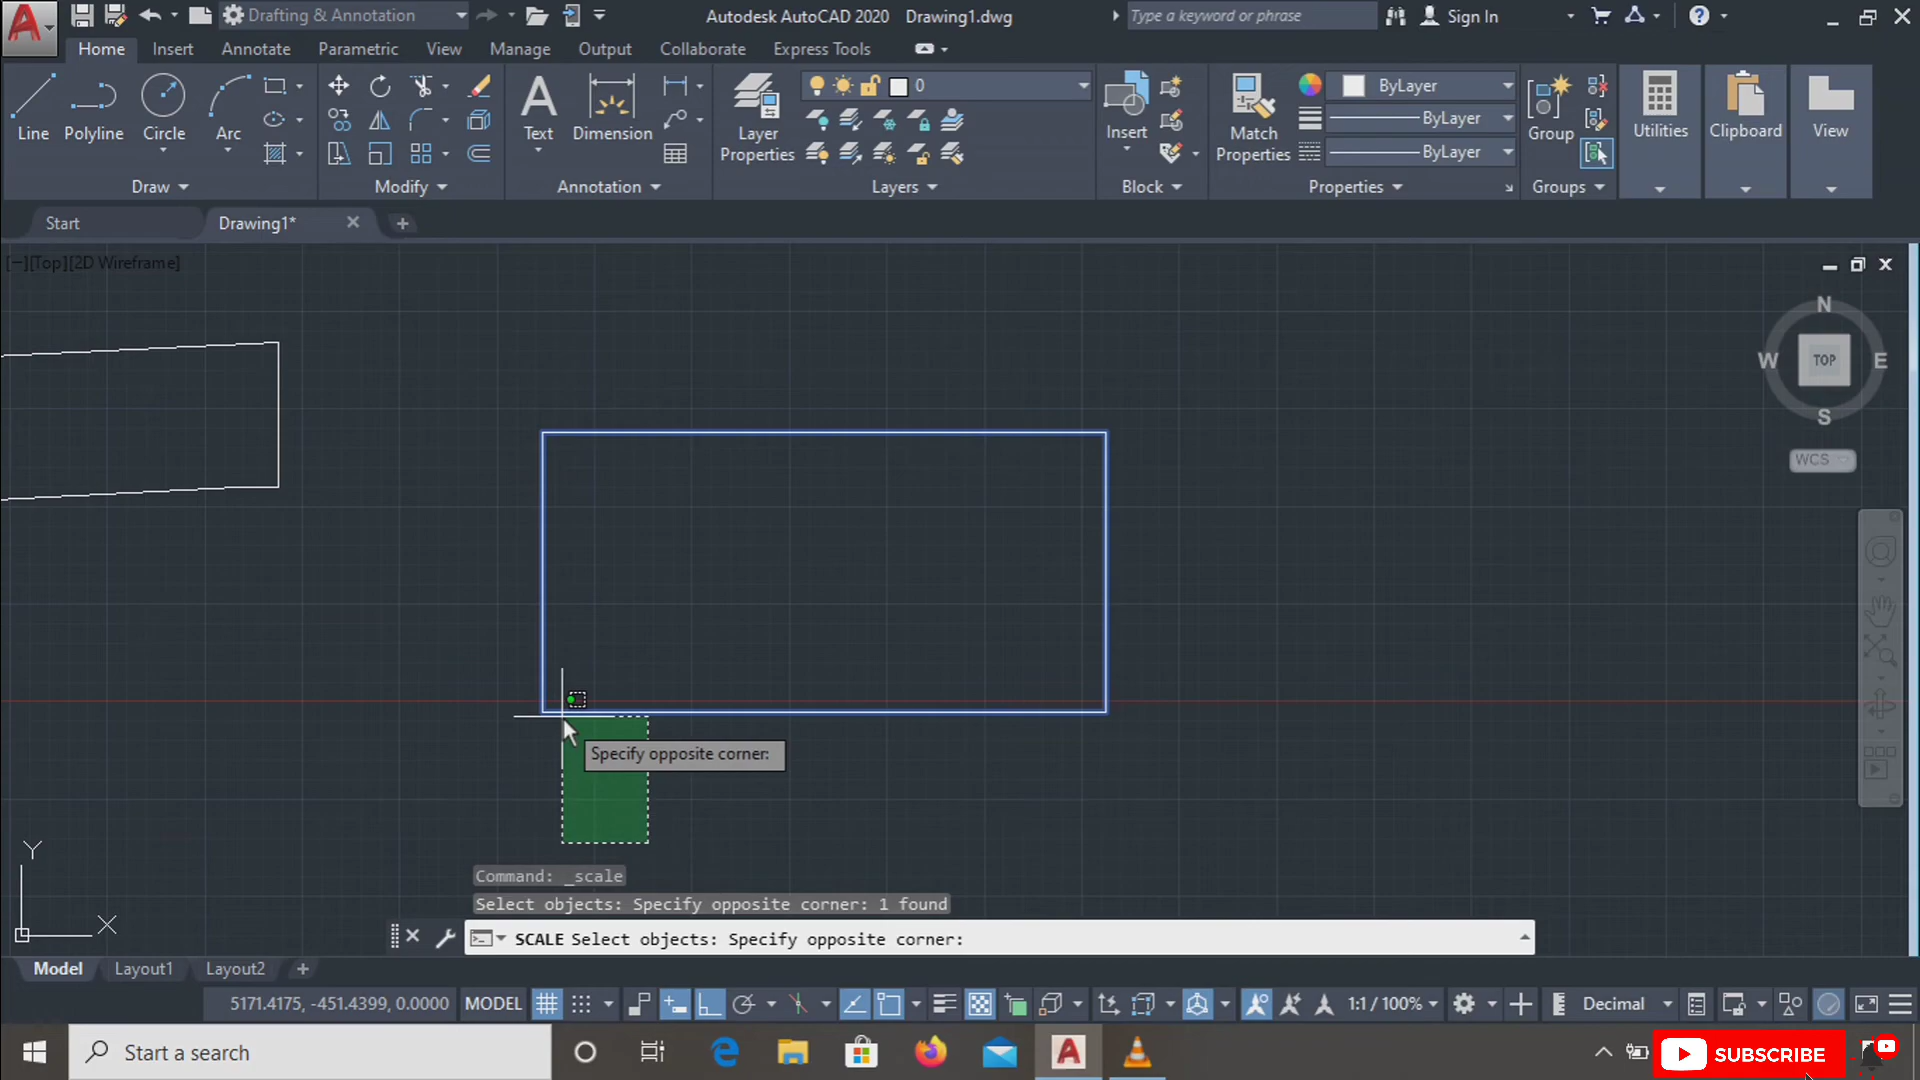 Drafting & Annotation
Autodesk AutoCAD 2020 Drawing1.dwg
Type a keyword or phrase
Sign In
Home Insert Annotate Parametric View Manage Output Collaborate Express Tools
Line Polyline Circle Arc
Text Dimension
Layer Properties
0
Insert
Match Properties
ByLayer
ByLayer
ByLayer
Group
Utilities
Clipboard
View
Draw Modify Annotation Layers Block Properties Groups
Start Drawing1*
[−][Top][2D Wireframe]
N
W TOP E
S
WCS
Specify opposite corner:
Y
X
Command: _scale
Select objects: Specify opposite corner: 1 found
SCALE Select objects: Specify opposite corner:
Model Layout1 Layout2
5171.4175, -451.4399, 0.0000 MODEL 1:1 / 100% Decimal
Start a search
SUBSCRIBE